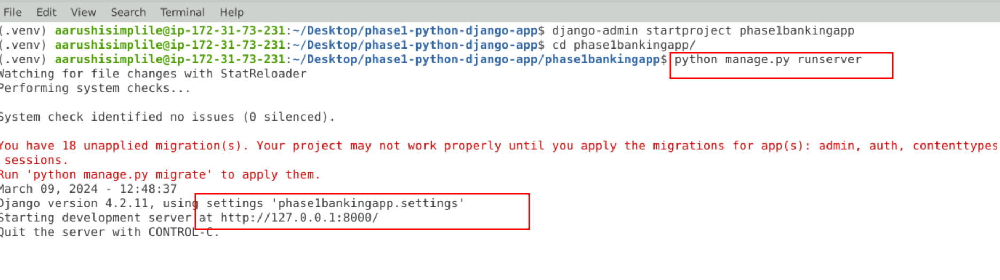 File Edit View Search Terminal Help
(.venv) aarushisimplile@ip-172-31-73-231:~/Desktop/phase1-python-django-app$ django-admin startproject phase1bankingapp
(.venv) aarushisimplile@ip-172-31-73-231:~/Desktop/phase1-python-django-app$ cd phase1bankingapp/
(.venv) aarushisimplile@ip-172-31-73-231:~/Desktop/phase1-python-django-app/phase1bankingapp$ python manage.py runserver
Watching for file changes with StatReloader
Performing system checks...
System check identified no issues (0 silenced).
You have 18 unapplied migration(s). Your project may not work properly until you apply the migrations for app(s): admin, auth, contenttypes
sessions.
Run 'python manage.py migrate' to apply them.
March 09, 2024 - 12:48:37
Django version 4.2.11, using settings 'phase1bankingapp.settings'
Starting development server at http://127.0.0.1:8000/
Quit the server with CONTROL-C.